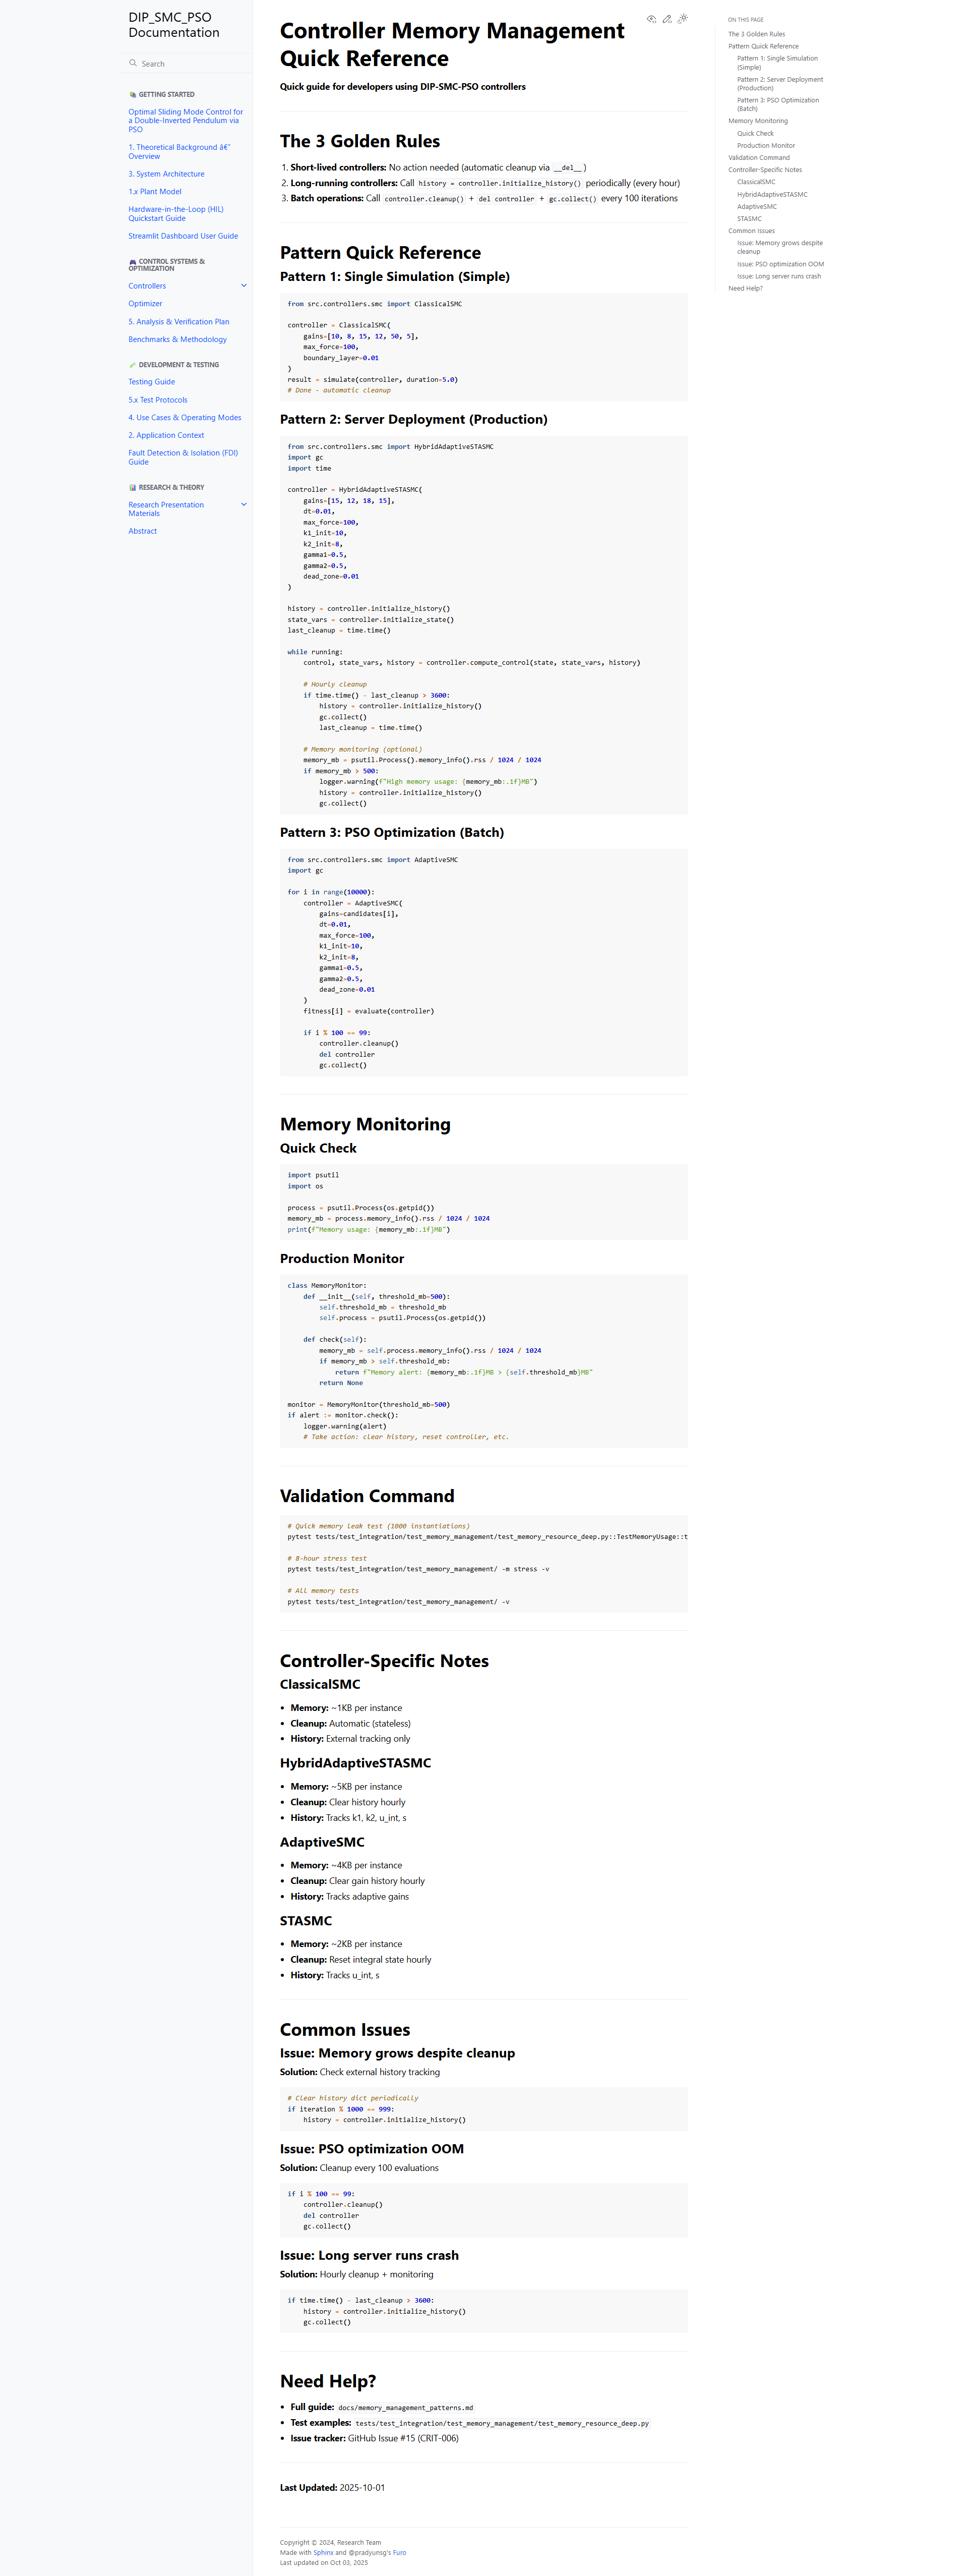 DIP_SMC_PSO
Documentation
Search
GETTING STARTED
Optimal Sliding Mode Control for
a Double-Inverted Pendulum via
PSO
1. Theoretical Background â€”
Overview
3. System Architecture
1.x Plant Model
Hardware-in-the-Loop (HIL)
Quickstart Guide
Streamlit Dashboard User Guide
CONTROL SYSTEMS &
OPTIMIZATION
Controllers
Optimizer
5. Analysis & Verification Plan
Benchmarks & Methodology
DEVELOPMENT & TESTING
Testing Guide
5.x Test Protocols
4. Use Cases & Operating Modes
2. Application Context
Fault Detection & Isolation (FDI)
Guide
RESEARCH & THEORY
Research Presentation
Materials
Abstract
Controller Memory Management
Quick Reference
Quick guide for developers using DIP-SMC-PSO controllers
The 3 Golden Rules
1. Short-lived controllers: No action needed (automatic cleanup via __del__)
2. Long-running controllers: Call history = controller.initialize_history() periodically (every hour)
3. Batch operations: Call controller.cleanup() + del controller + gc.collect() every 100 iterations
Pattern Quick Reference
Pattern 1: Single Simulation (Simple)
from src.controllers.smc import ClassicalSMC
controller = ClassicalSMC(
    gains=[10, 8, 15, 12, 50, 5],
    max_force=100,
    boundary_layer=0.01
)
result = simulate(controller, duration=5.0)
# Done - automatic cleanup
Pattern 2: Server Deployment (Production)
from src.controllers.smc import HybridAdaptiveSTASMC
import gc
import time
controller = HybridAdaptiveSTASMC(
    gains=[15, 12, 18, 15],
    dt=0.01,
    max_force=100,
    k1_init=10,
    k2_init=8,
    gamma1=0.5,
    gamma2=0.5,
    dead_zone=0.01
)
history = controller.initialize_history()
state_vars = controller.initialize_state()
last_cleanup = time.time()
while running:
    control, state_vars, history = controller.compute_control(state, state_vars, history)
    # Hourly cleanup
    if time.time() - last_cleanup > 3600:
        history = controller.initialize_history()
        gc.collect()
        last_cleanup = time.time()
    # Memory monitoring (optional)
    memory_mb = psutil.Process().memory_info().rss / 1024 / 1024
    if memory_mb > 500:
        logger.warning(f"High memory usage: {memory_mb:.1f}MB")
        history = controller.initialize_history()
        gc.collect()
Pattern 3: PSO Optimization (Batch)
from src.controllers.smc import AdaptiveSMC
import gc
for i in range(10000):
    controller = AdaptiveSMC(
        gains=candidates[i],
        dt=0.01,
        max_force=100,
        k1_init=10,
        k2_init=8,
        gamma1=0.5,
        gamma2=0.5,
        dead_zone=0.01
    )
    fitness[i] = evaluate(controller)
    if i % 100 == 99:
        controller.cleanup()
        del controller
        gc.collect()
Memory Monitoring
Quick Check
import psutil
import os
process = psutil.Process(os.getpid())
memory_mb = process.memory_info().rss / 1024 / 1024
print(f"Memory usage: {memory_mb:.1f}MB")
Production Monitor
class MemoryMonitor:
    def __init__(self, threshold_mb=500):
        self.threshold_mb = threshold_mb
        self.process = psutil.Process(os.getpid())
    def check(self):
        memory_mb = self.process.memory_info().rss / 1024 / 1024
        if memory_mb > self.threshold_mb:
            return f"Memory alert: {memory_mb:.1f}MB > {self.threshold_mb}MB"
        return None
monitor = MemoryMonitor(threshold_mb=500)
if alert := monitor.check():
    logger.warning(alert)
    # Take action: clear history, reset controller, etc.
Validation Command
# Quick memory leak test (1000 instantiations)
pytest tests/test_integration/test_memory_management/test_memory_resource_deep.py::TestMemoryUsage::t
# 8-hour stress test
pytest tests/test_integration/test_memory_management/ -m stress -v
# All memory tests
pytest tests/test_integration/test_memory_management/ -v
Controller-Specific Notes
ClassicalSMC
• Memory: ~1KB per instance
• Cleanup: Automatic (stateless)
• History: External tracking only
HybridAdaptiveSTASMC
• Memory: ~5KB per instance
• Cleanup: Clear history hourly
• History: Tracks k1, k2, u_int, s
AdaptiveSMC
• Memory: ~4KB per instance
• Cleanup: Clear gain history hourly
• History: Tracks adaptive gains
STASMC
• Memory: ~2KB per instance
• Cleanup: Reset integral state hourly
• History: Tracks u_int, s
Common Issues
Issue: Memory grows despite cleanup
Solution: Check external history tracking
# Clear history dict periodically
if iteration % 1000 == 999:
    history = controller.initialize_history()
Issue: PSO optimization OOM
Solution: Cleanup every 100 evaluations
if i % 100 == 99:
    controller.cleanup()
    del controller
    gc.collect()
Issue: Long server runs crash
Solution: Hourly cleanup + monitoring
if time.time() - last_cleanup > 3600:
    history = controller.initialize_history()
    gc.collect()
Need Help?
• Full guide: docs/memory_management_patterns.md
• Test examples: tests/test_integration/test_memory_management/test_memory_resource_deep.py
• Issue tracker: GitHub Issue #15 (CRIT-006)
Last Updated: 2025-10-01
Copyright © 2024, Research Team
Made with Sphinx and @pradyunsg's Furo
Last updated on Oct 03, 2025
ON THIS PAGE
The 3 Golden Rules
Pattern Quick Reference
Pattern 1: Single Simulation
(Simple)
Pattern 2: Server Deployment
(Production)
Pattern 3: PSO Optimization
(Batch)
Memory Monitoring
Quick Check
Production Monitor
Validation Command
Controller-Specific Notes
ClassicalSMC
HybridAdaptiveSTASMC
AdaptiveSMC
STASMC
Common Issues
Issue: Memory grows despite
cleanup
Issue: PSO optimization OOM
Issue: Long server runs crash
Need Help?